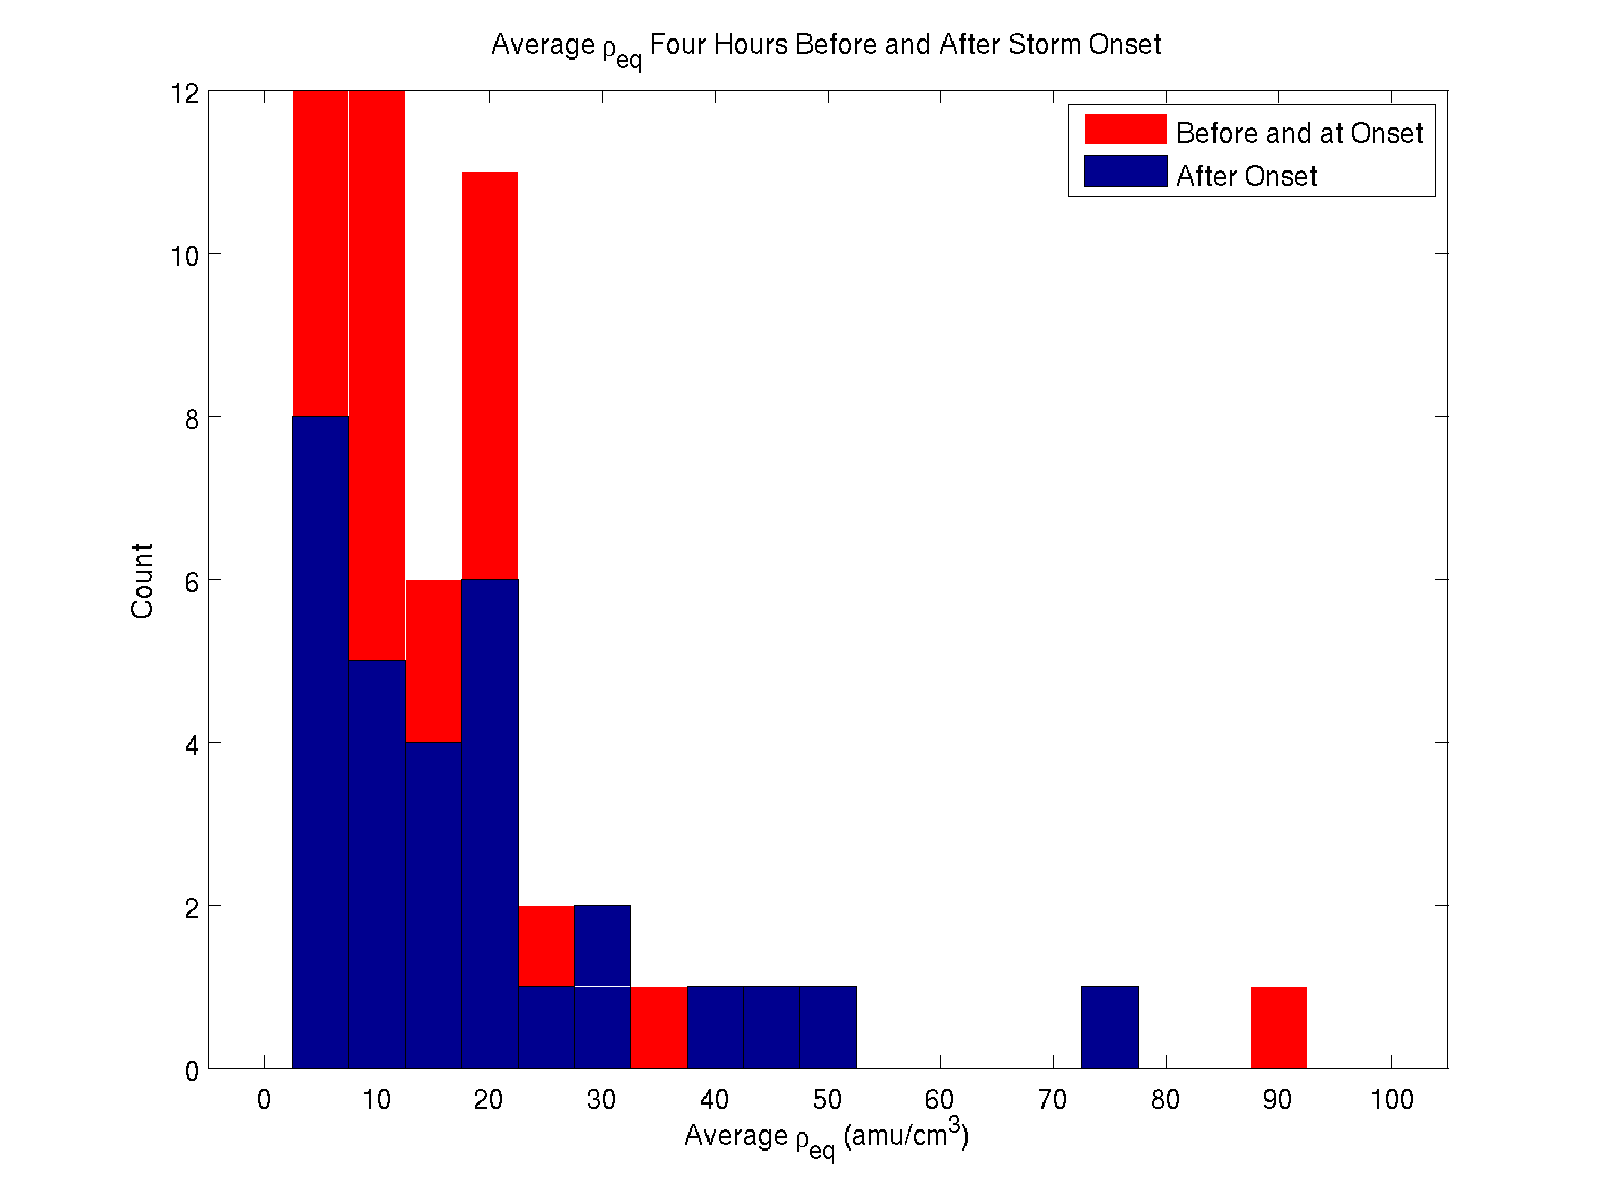 Average ρeq Four Hours Before and After Storm Onset
12
10
8
6
4
2
0
Count
Before and at Onset
After Onset
0 10 20 30 40 50 60 70 80 90 100
Average ρeq (amu/cm³)